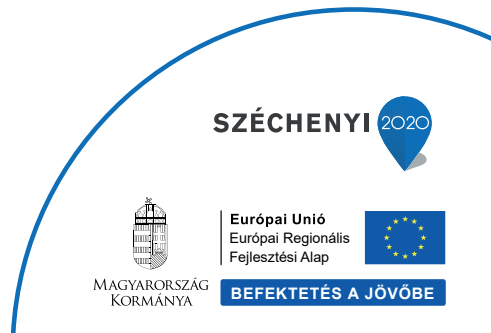 SZÉCHENYI 2020
MAGYARORSZÁG
KORMÁNYA
Európai Unió
Európai Regionális
Fejlesztési Alap
BEFEKTETÉS A JÖVŐBE